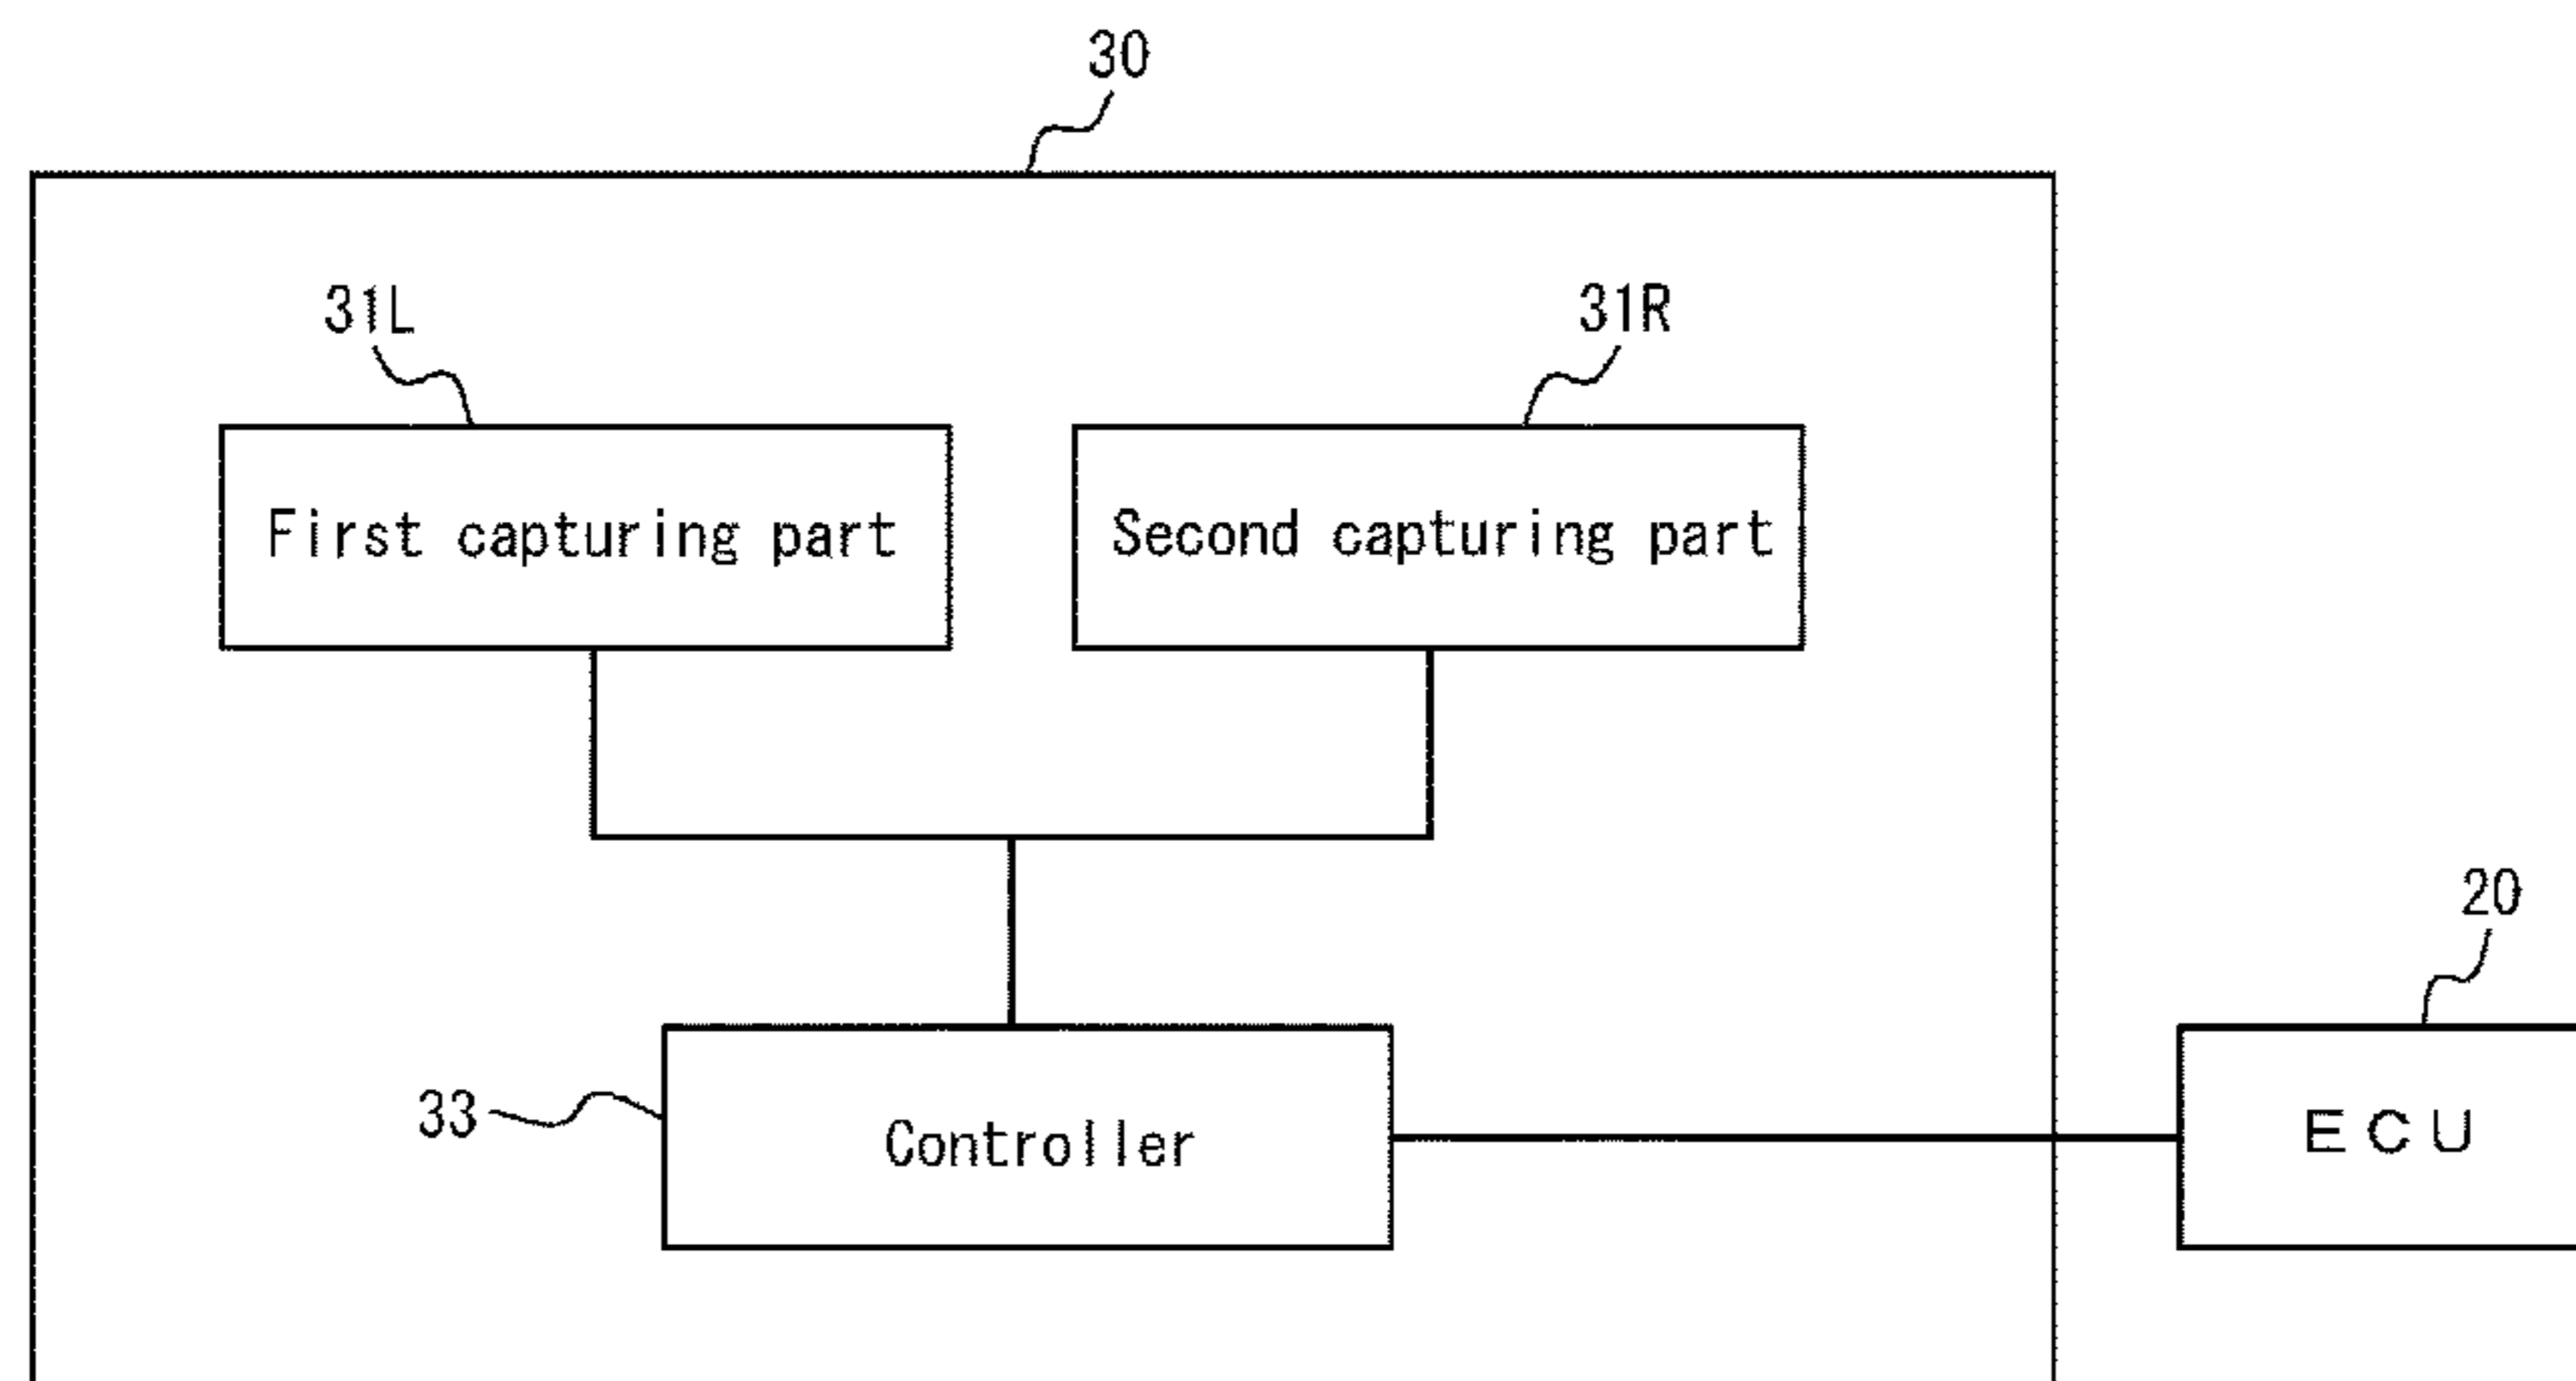 30
31L
31R
First capturing part
Second capturing part
20
33
Controller
ECU